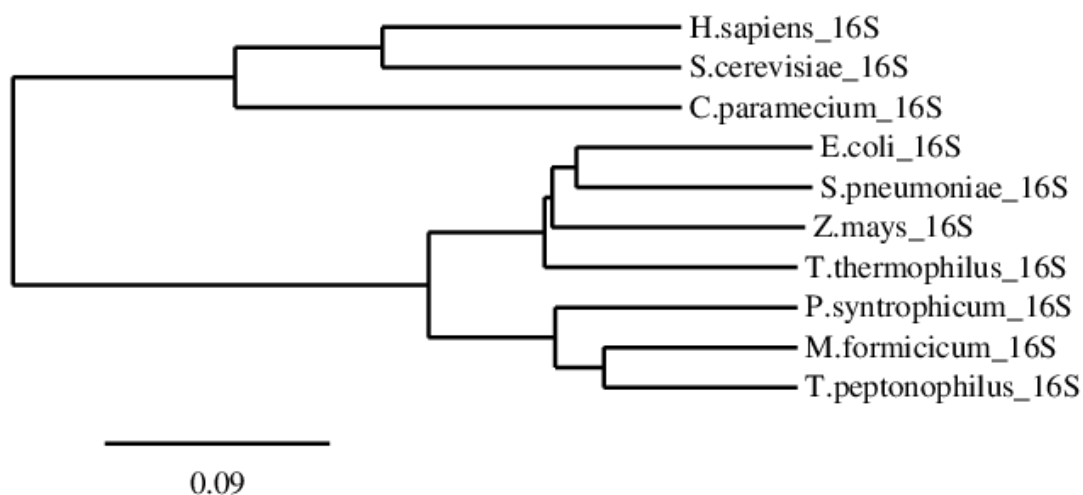 H.sapiens_16S
S.cerevisiae_16S
C.paramecium_16S
E.coli_16S
S.pneumoniae_16S
Z.mays_16S
T.thermophilus_16S
P.syntrophicum_16S
M.formicicum_16S
T.peptonophilus_16S
0.09